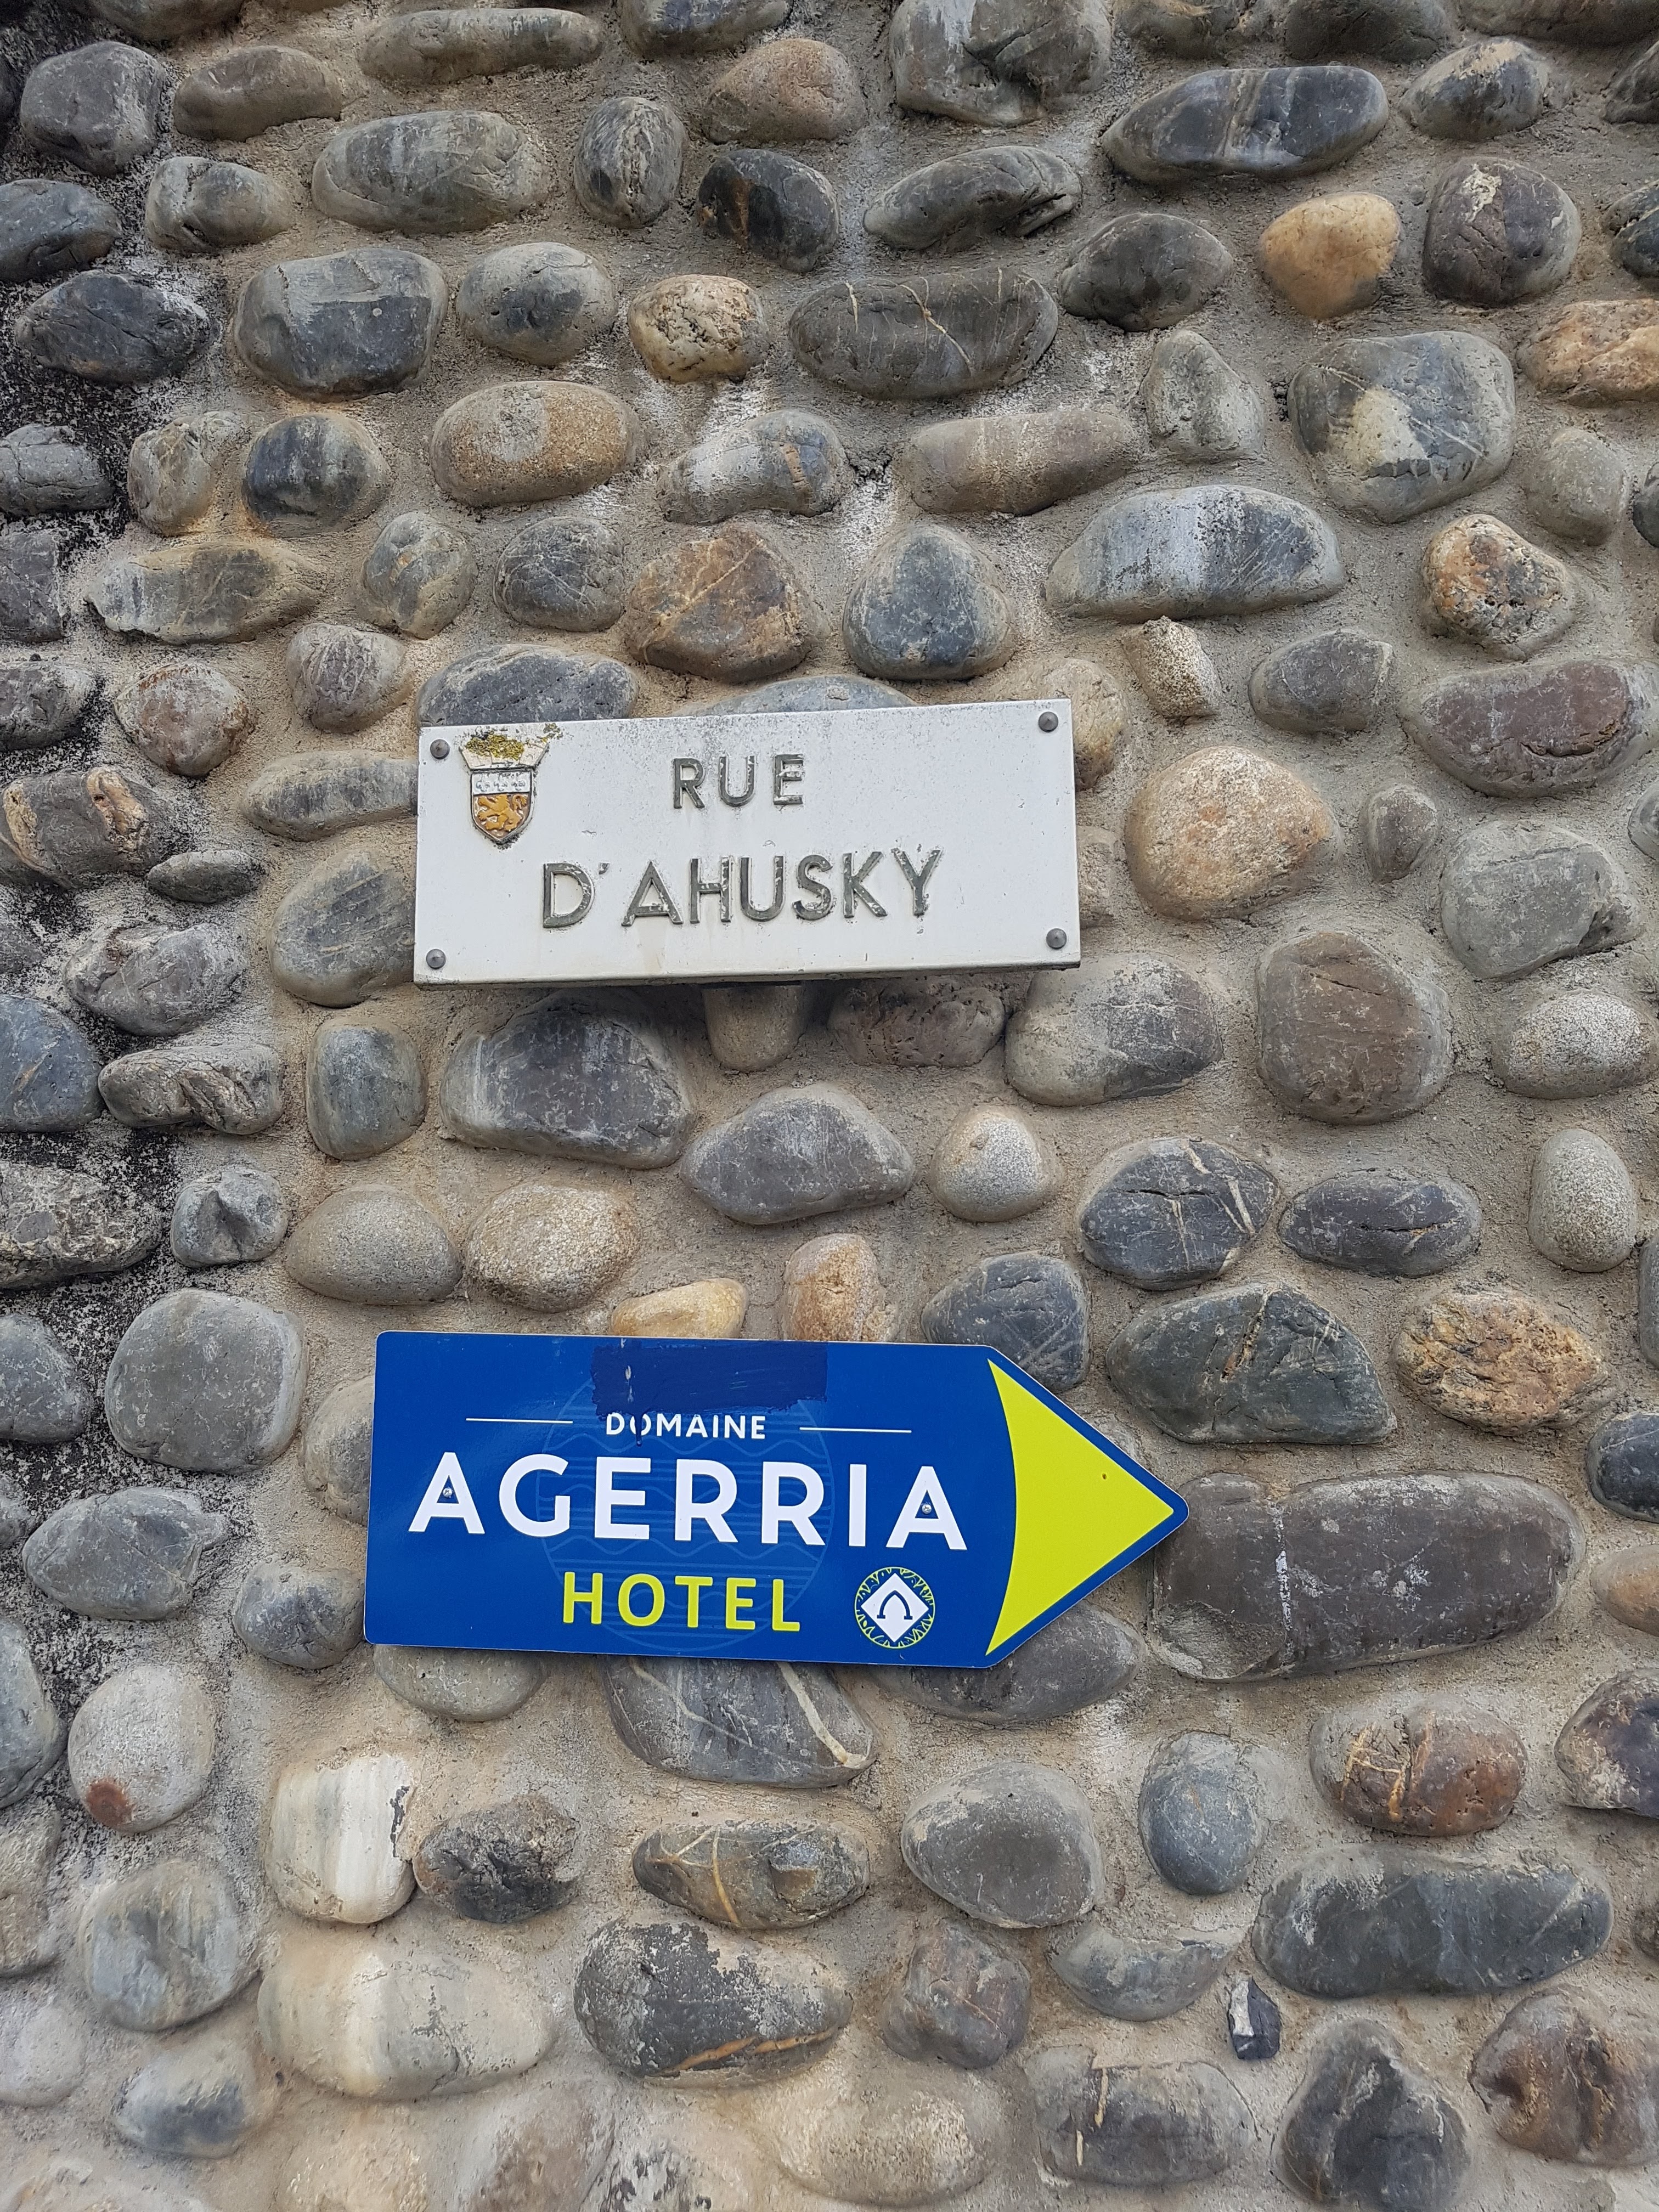 RUE
D'AHUSKY
DOMAINE
AGERRIA
HOTEL